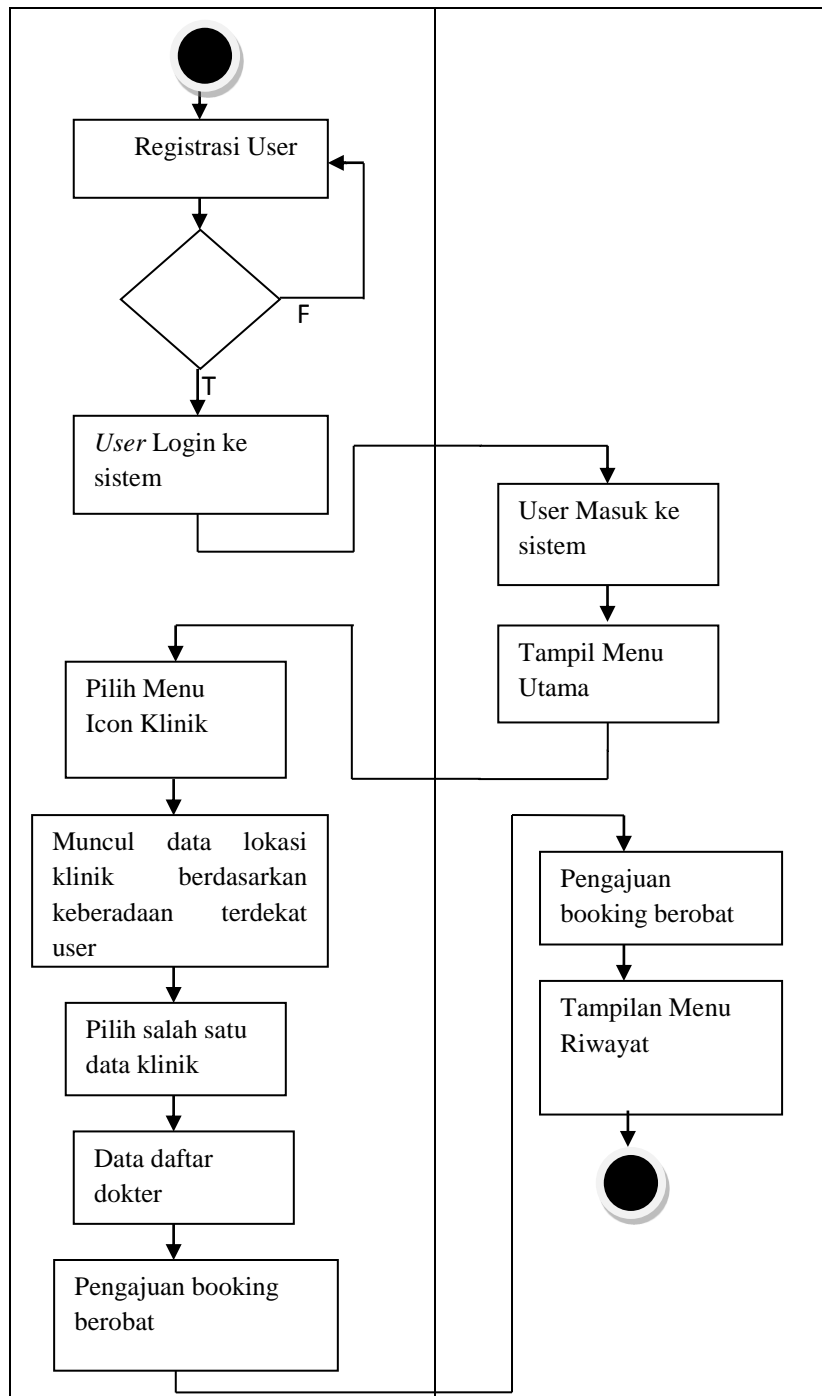 Registrasi User
F
T
User Login ke
sistem
User Masuk ke
sistem
Tampil Menu
Utama
Pilih Menu
Icon Klinik
Muncul data lokasi
klinik berdasarkan
keberadaan terdekat
user
Pilih salah satu
data klinik
Data daftar
dokter
Pengajuan booking
berobat
Pengajuan
booking berobat
Tampilan Menu
Riwayat